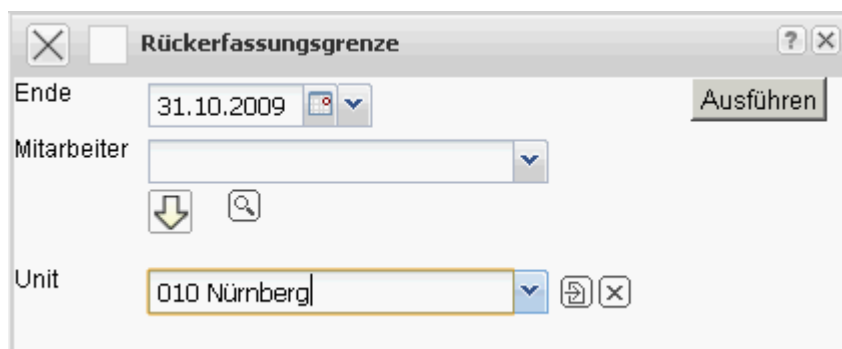 Rückerfassungsgrenze
Ende
31.10.2009
Ausführen
Mitarbeiter
Unit
010 Nürnberg